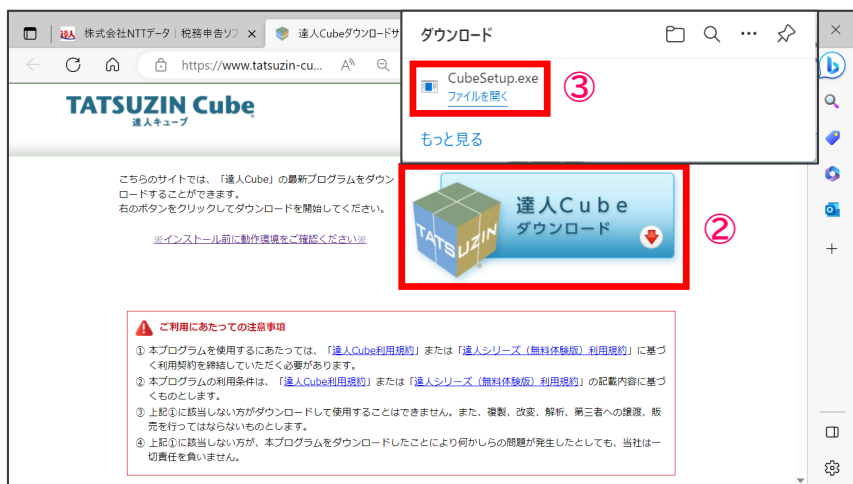 株式会社NTTデータ｜税務申告ソフ
達人Cubeダウンロードサ
https://www.tatsuzin-cu...
ダウンロード
CubeSetup.exe
ファイルを開く
③
もっと見る
TATSUZIN Cube
達人キューブ
こちらのサイトでは、「達人Cube」の最新プログラムをダウン
ロードすることができます。
右のボタンをクリックしてダウンロードを開始してください。
※インストール前に動作環境をご確認ください※
TATSUZIN
達人Cube
ダウンロード
②
ご利用にあたっての注意事項
① 本プログラムを使用するにあたっては、「達人Cube利用規約」または「達人シリーズ（無料体験版）利用規約」に基づ
く利用契約を締結していただく必要があります。
② 本プログラムの利用条件は、「達人Cube利用規約」または「達人シリーズ（無料体験版）利用規約」の記載内容に基づ
くものとします。
③ 上記①に該当しない方がダウンロードして使用することはできません。また、複製、改変、解析、第三者への譲渡、販
売を行ってはならないものとします。
④ 上記①に該当しない方が、本プログラムをダウンロードしたことにより何かしらの問題が発生したとしても、当社は一
切責任を負いません。